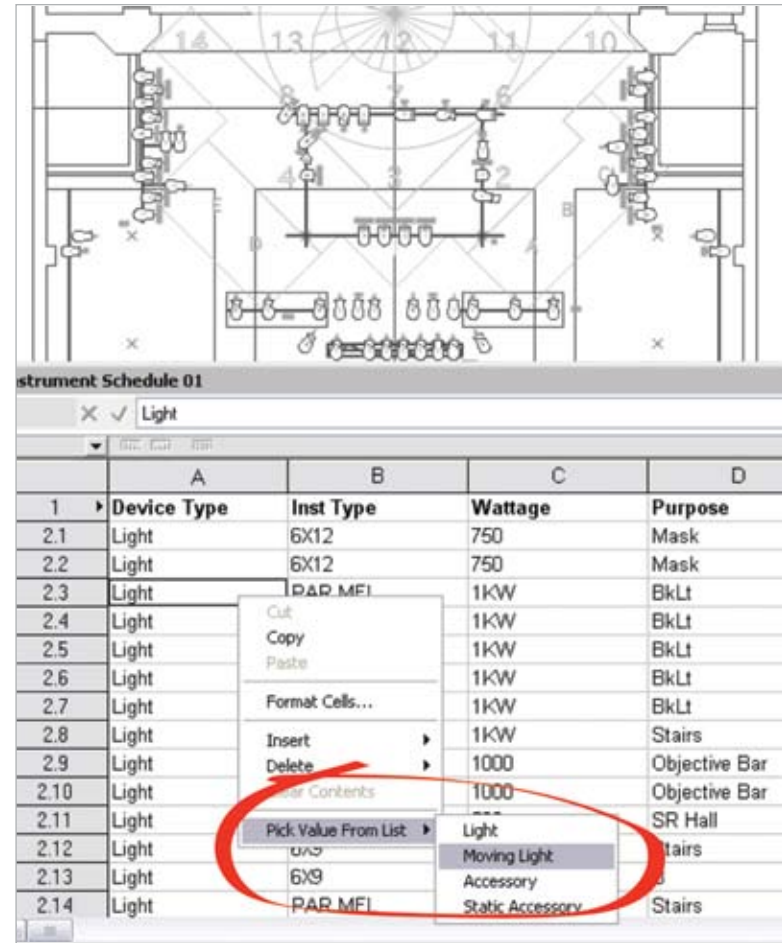 14 13 12 11 10
8 7 6
4 3 2
E B
D A
strument Schedule 01
Light
A B C D
1 Device Type Inst Type Wattage Purpose
2.1 Light 6X12 750 Mask
2.2 Light 6X12 750 Mask
2.3 Light PAR MFL 1KW BkLt
2.4 Light 1KW BkLt
2.5 Light 1KW BkLt
2.6 Light 1KW BkLt
2.7 Light 1KW BkLt
2.8 Light 1KW Stairs
2.9 Light 1000 Objective Bar
2.10 Light 1000 Objective Bar
2.11 Light SR Hall
2.12 Light 6X9 tairs
2.13 Light 6X9
2.14 Light PAR MFL Stairs
Cut
Copy
Paste
Format Cells...
Insert
Delete
ar Contents
Pick Value From List
Light
Moving Light
Accessory
Static Accessory